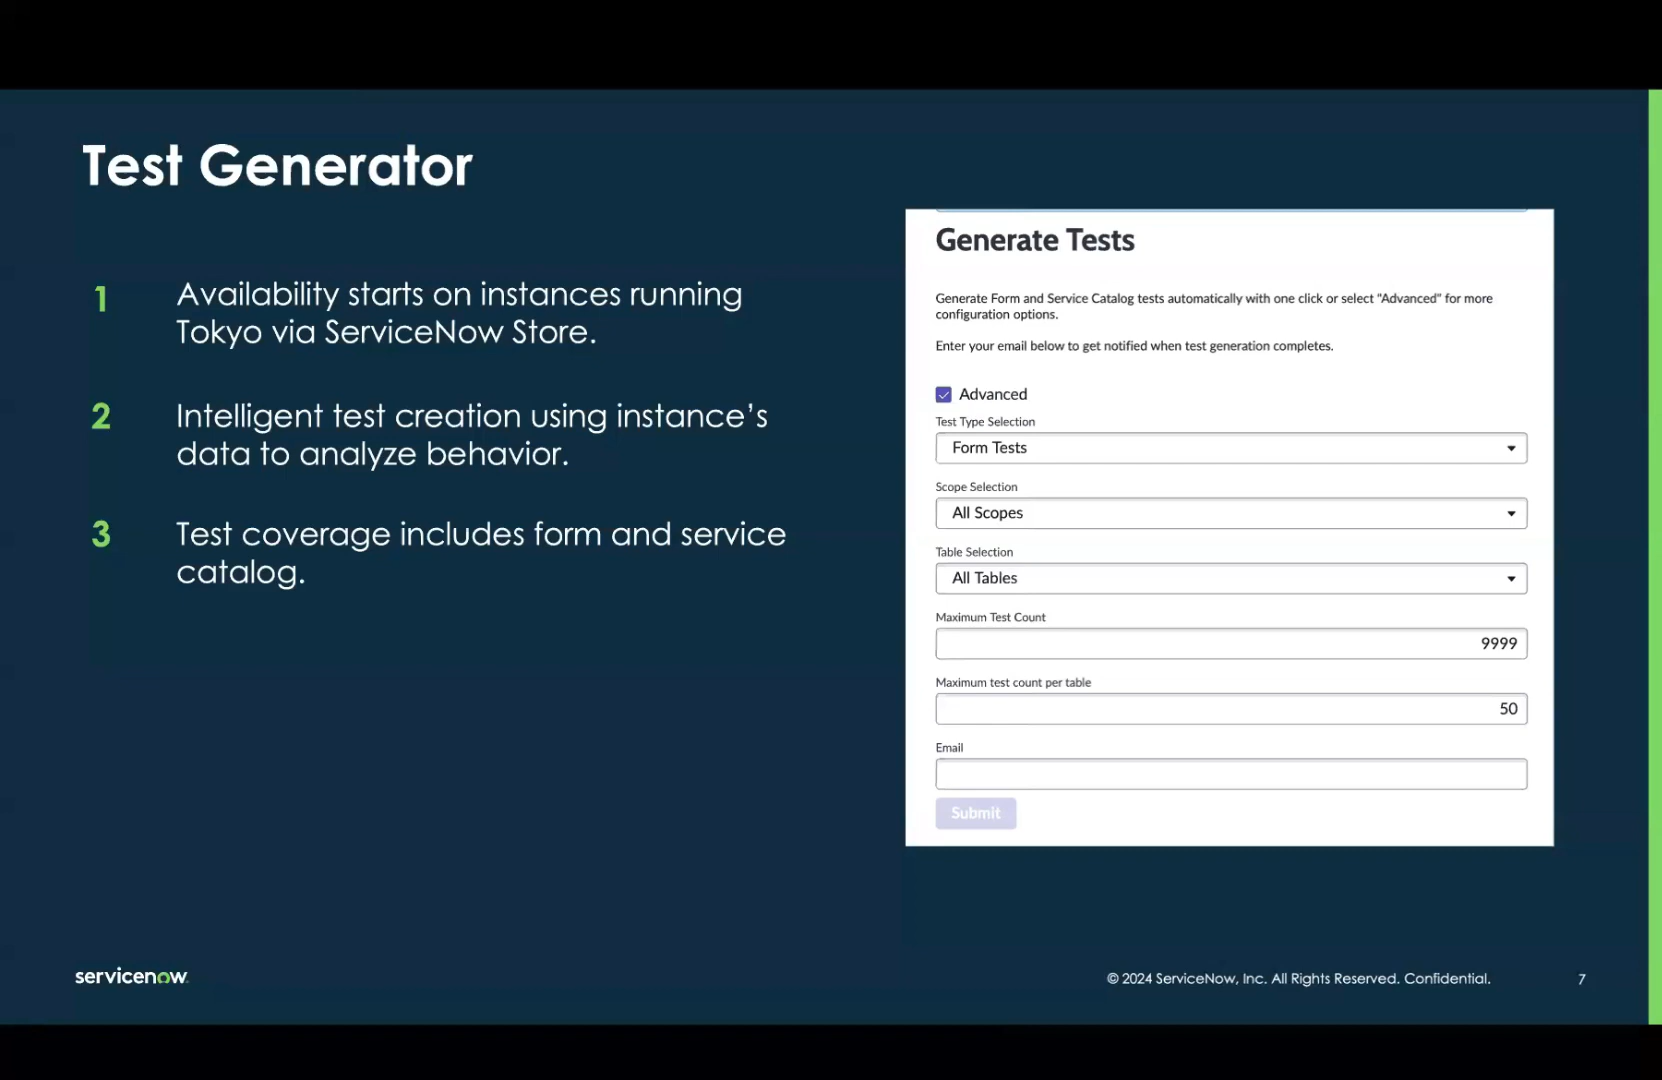 Test Generator
1
Availability starts on instances running
Tokyo via ServiceNow Store.
2
Intelligent test creation using instance’s
data to analyze behavior.
3
Test coverage includes form and service
catalog.
Generate Tests
Generate Form and Service Catalog tests automatically with one click or select "Advanced" for more
configuration options.
Enter your email below to get notified when test generation completes.
Advanced
Test Type Selection
Form Tests
Scope Selection
All Scopes
Table Selection
All Tables
Maximum Test Count
9999
Maximum test count per table
50
Email
Submit
servicenow
© 2024 ServiceNow, Inc. All Rights Reserved. Confidential.
7